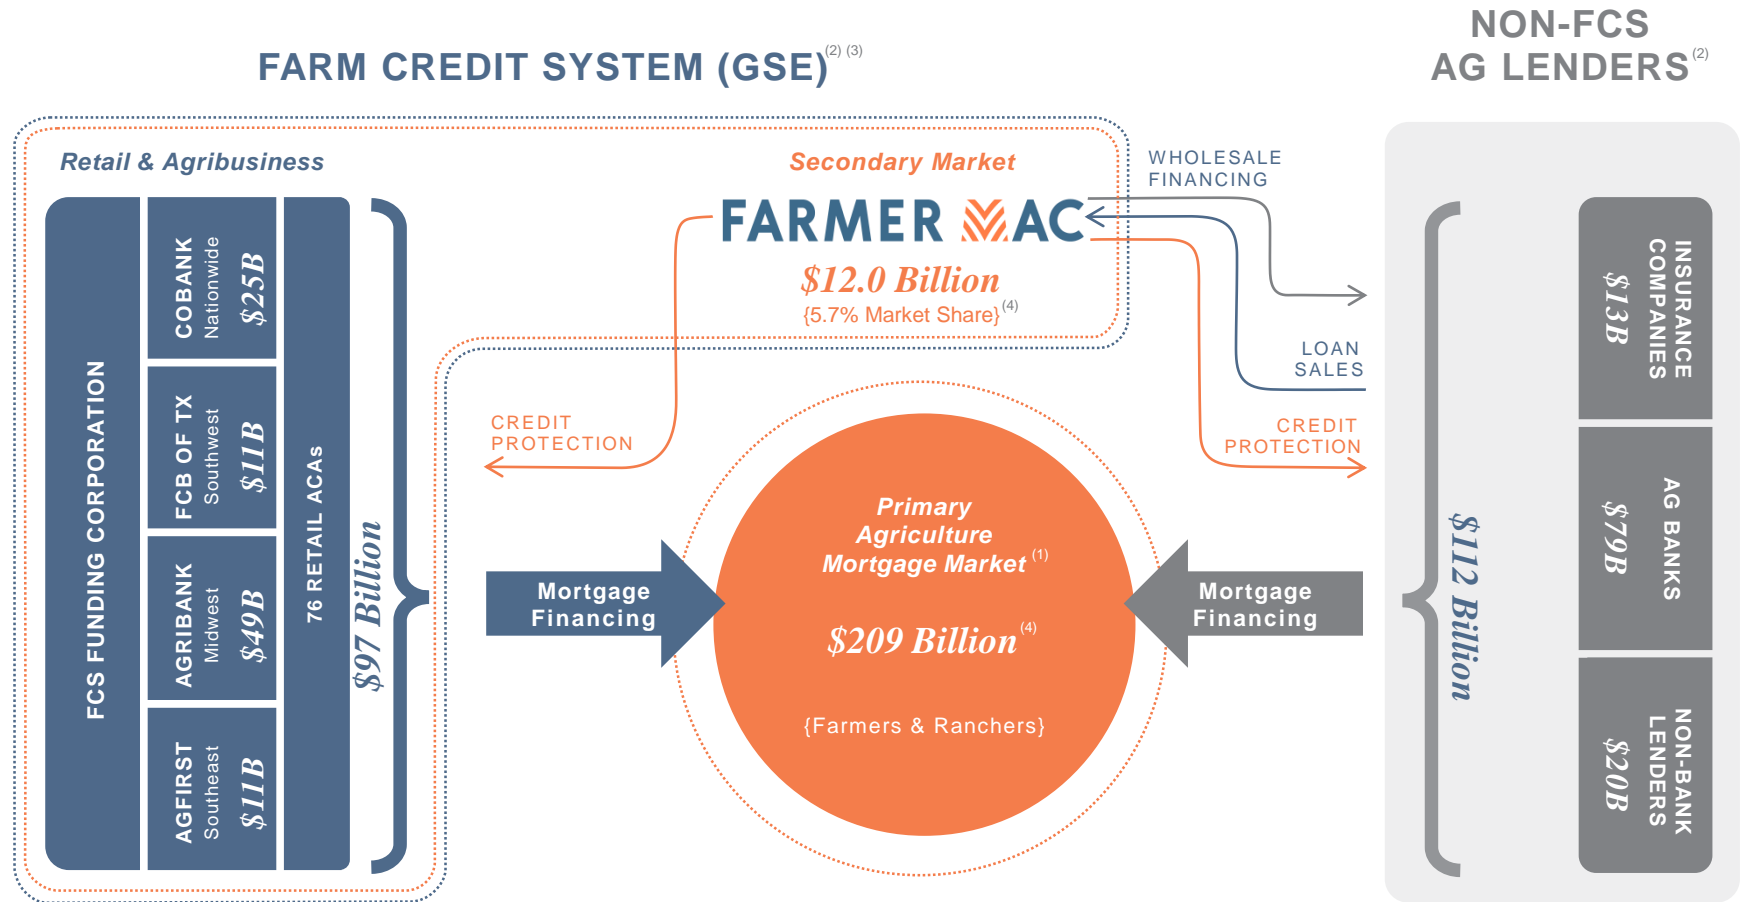 FARM CREDIT SYSTEM (GSE)(2) (3)
NON-FCS
AG LENDERS(2)
Retail & Agribusiness
FCS FUNDING CORPORATION
COBANK
Nationwide
$25B
FCB OF TX
Southwest
$11B
AGRIBANK
Midwest
$49B
AGFIRST
Southeast
$11B
76 RETAIL ACAs
$97 Billion
Secondary Market
FARMER MAC
$12.0 Billion
{5.7% Market Share}(4)
WHOLESALE
FINANCING
LOAN
SALES
CREDIT
PROTECTION
CREDIT
PROTECTION
Mortgage
Financing
Primary
Agriculture
Mortgage Market (1)
$209 Billion(4)
{Farmers & Ranchers}
Mortgage
Financing
$112 Billion
INSURANCE
COMPANIES
$13B
AG BANKS
$79B
NON-BANK
LENDERS
$20B